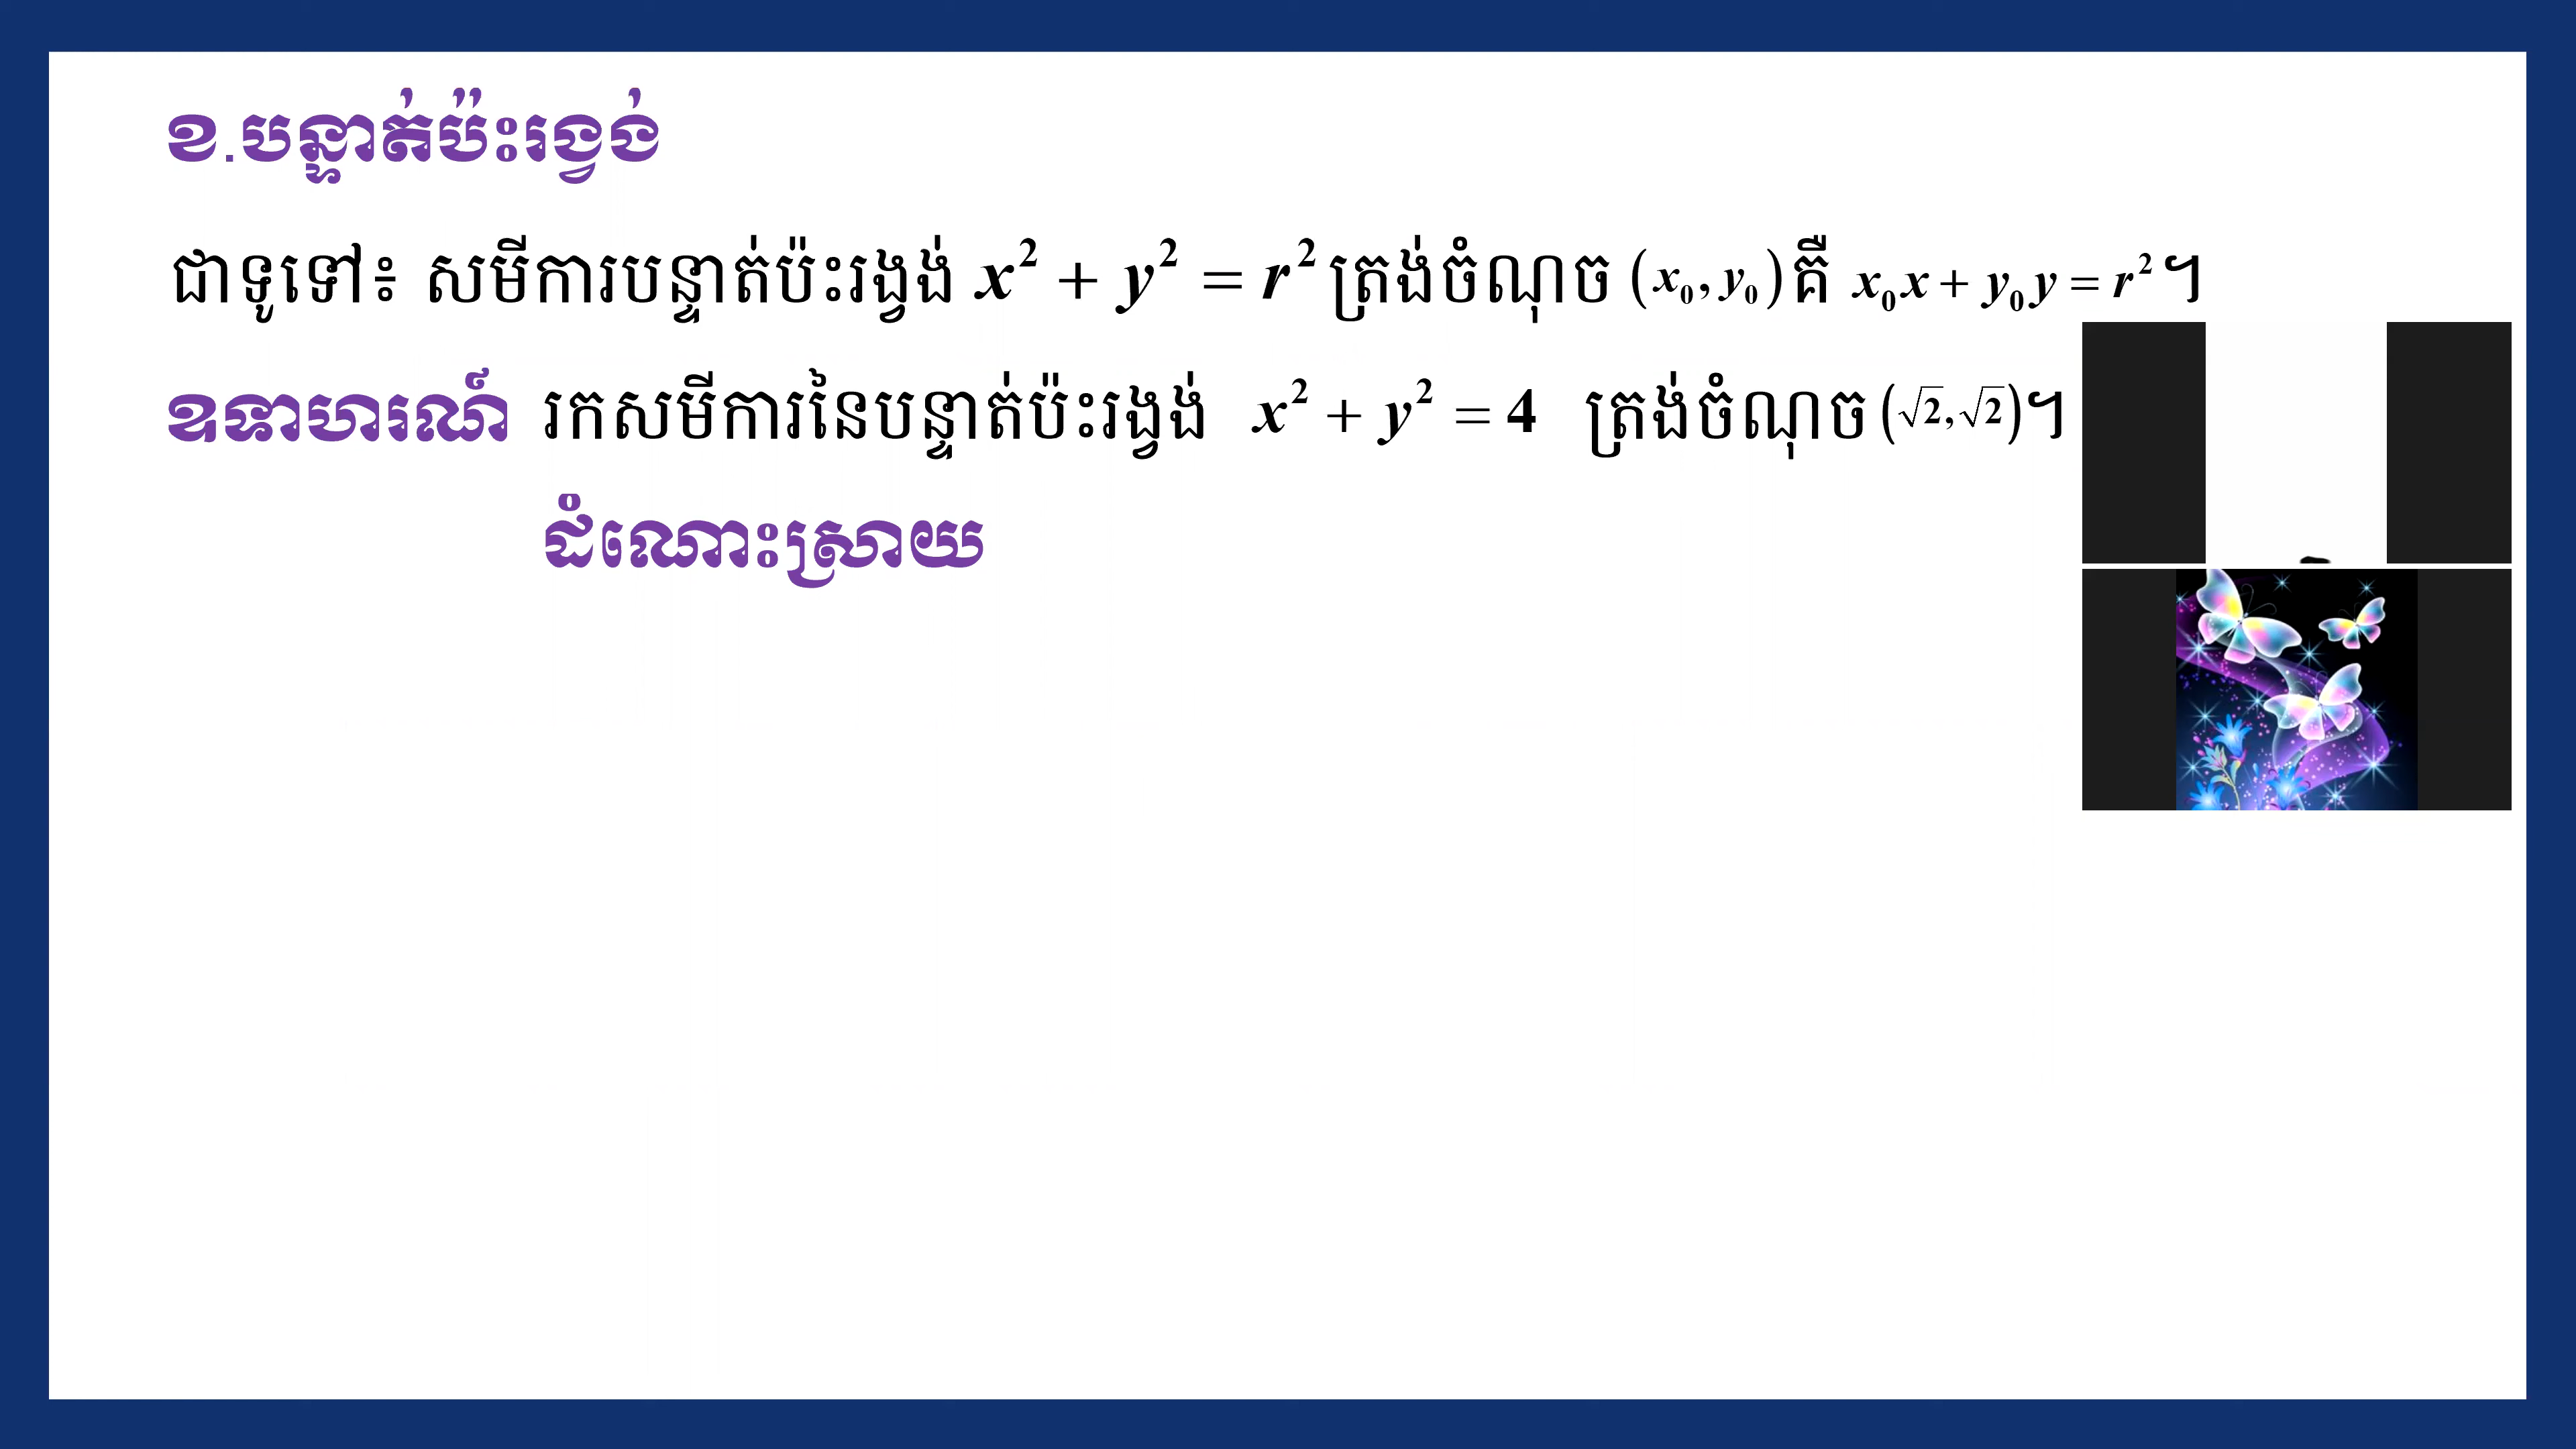 ខ.បន្ទាត់ប៉ះរង្វង់
ជាទូទៅ៖ សមីការបន្ទាត់ប៉ះរង្វង់ x² + y² = r² ត្រង់ចំណុច (x₀, y₀) គឺ x₀x + y₀y = r² ។
ឧទាហរណ៍ រកសមីការនៃបន្ទាត់ប៉ះរង្វង់ x² + y² = 4 ត្រង់ចំណុច (√2, √2) ។
ដំណោះស្រាយ